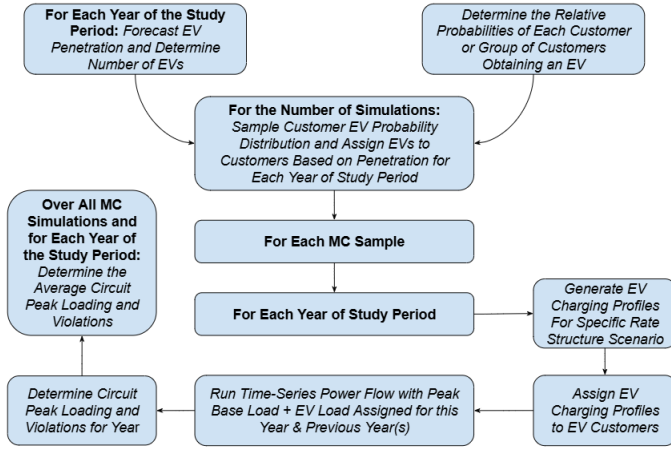 For Each Year of the Study
Period: Forecast EV
Penetration and Determine
Number of EVs
Determine the Relative
Probabilities of Each Customer
or Group of Customers
Obtaining an EV
For the Number of Simulations:
Sample Customer EV Probability
Distribution and Assign EVs to
Customers Based on Penetration for
Each Year of Study Period
For Each MC Sample
For Each Year of Study Period
Generate EV
Charging Profiles
For Specific Rate
Structure Scenario
Assign EV
Charging Profiles
to EV Customers
Run Time-Series Power Flow with Peak
Base Load + EV Load Assigned for this
Year & Previous Year(s)
Determine Circuit
Peak Loading and
Violations for Year
Over All MC
Simulations and
for Each Year of
the Study Period:
Determine the
Average Circuit
Peak Loading and
Violations